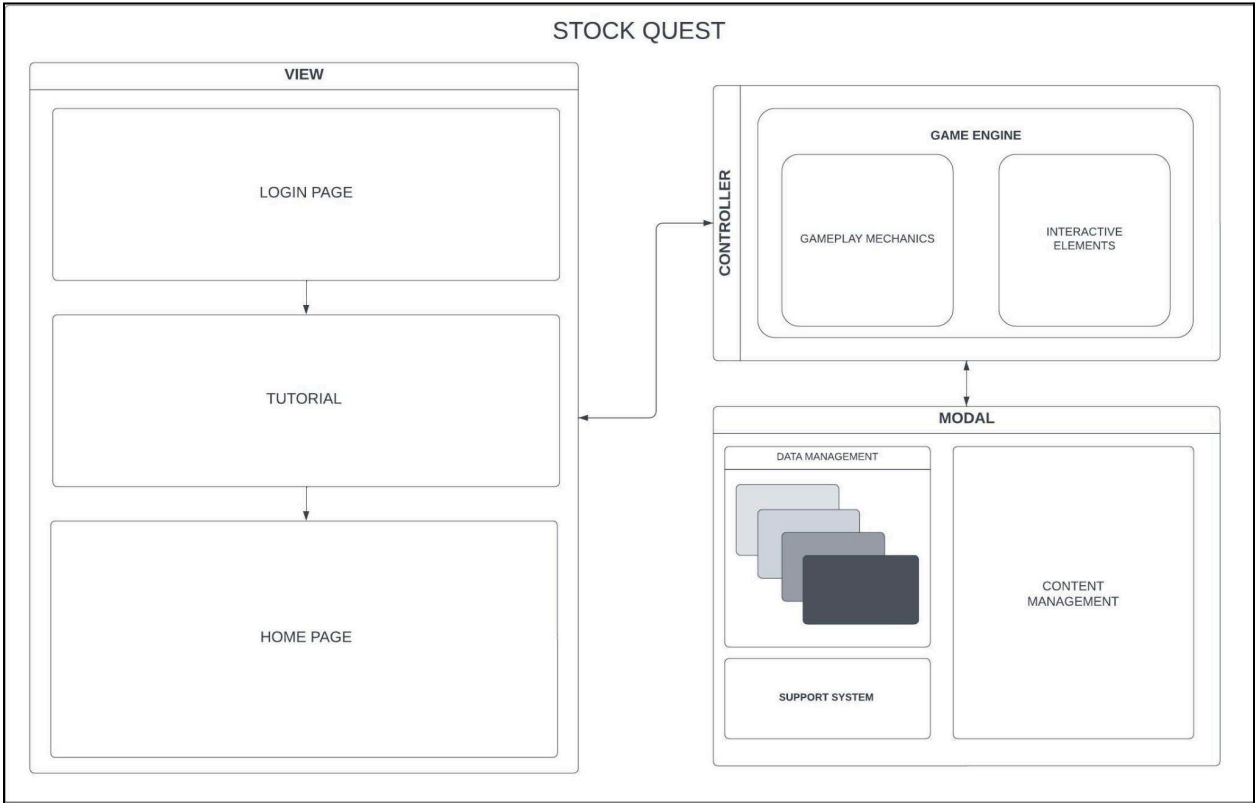 STOCK QUEST
VIEW
LOGIN PAGE
TUTORIAL
HOME PAGE
CONTROLLER
GAME ENGINE
GAMEPLAY MECHANICS
INTERACTIVE
ELEMENTS
MODAL
DATA MANAGEMENT
SUPPORT SYSTEM
CONTENT
MANAGEMENT